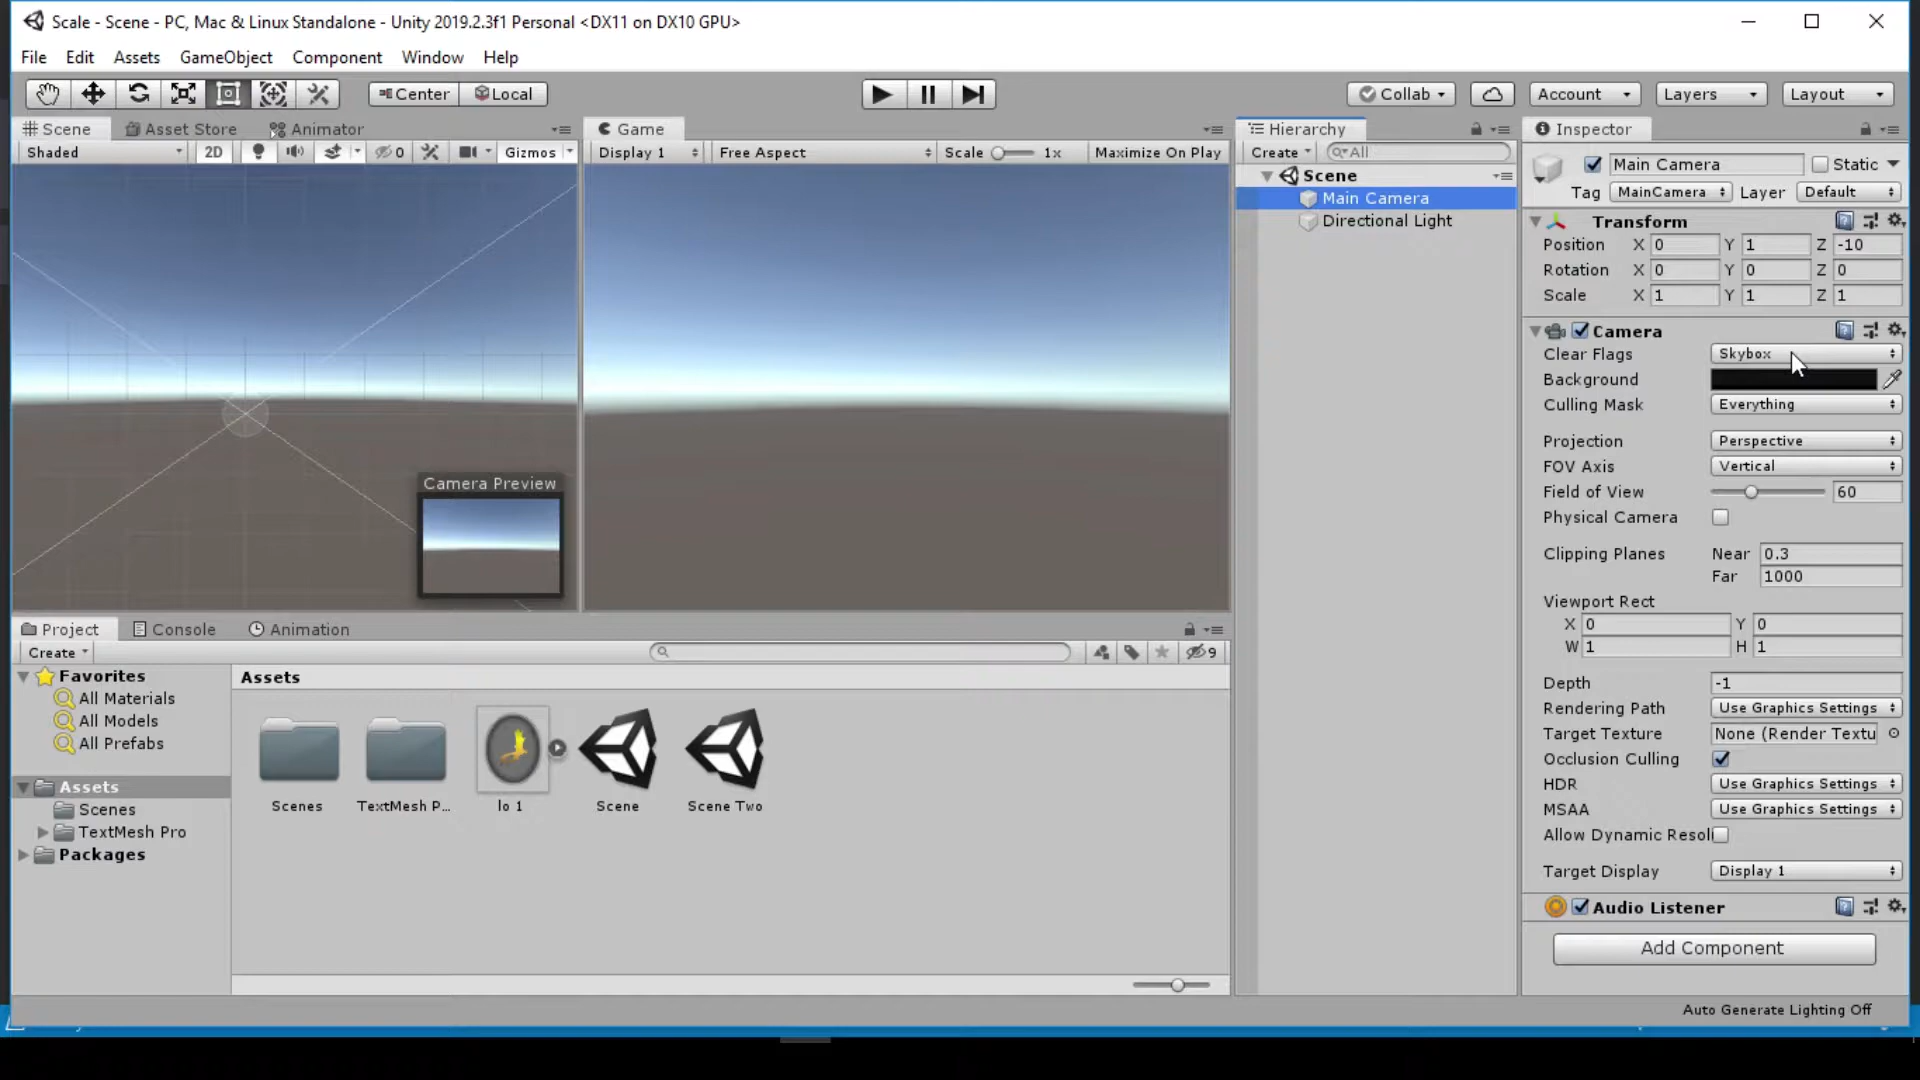 Scale - Scene - PC, Mac & Linux Standalone - Unity 2019.2.3f1 Personal <DX11 on DX10 GPU>
File Edit Assets GameObject Component Window Help
Center Local Collab Account Layers Layout
Scene Asset Store Animator Game Hierarchy Inspector
Shaded 2D 0 Gizmos Display 1 Free Aspect Scale 1x Maximize On Play Create All
Main Camera Static
Tag MainCamera Layer Default
Scene
Main Camera
Directional Light
Transform
Position X 0 Y 1 Z -10
Rotation X 0 Y 0 Z 0
Scale X 1 Y 1 Z 1
Camera
Clear Flags Skybox
Background
Culling Mask Everything
Projection Perspective
FOV Axis Vertical
Field of View 60
Physical Camera
Clipping Planes Near 0.3
Far 1000
Viewport Rect
X 0 Y 0
W 1 H 1
Depth -1
Rendering Path Use Graphics Settings
Target Texture None (Render Textu
Occlusion Culling
HDR Use Graphics Settings
MSAA Use Graphics Settings
Allow Dynamic Resol
Target Display Display 1
Audio Listener
Add Component
Camera Preview
Project Console Animation
Create 9
Favorites
All Materials
All Models
All Prefabs
Assets
Scenes
TextMesh Pro
Packages
Assets
Scenes TextMesh P... lo 1 Scene Scene Two
Auto Generate Lighting Off